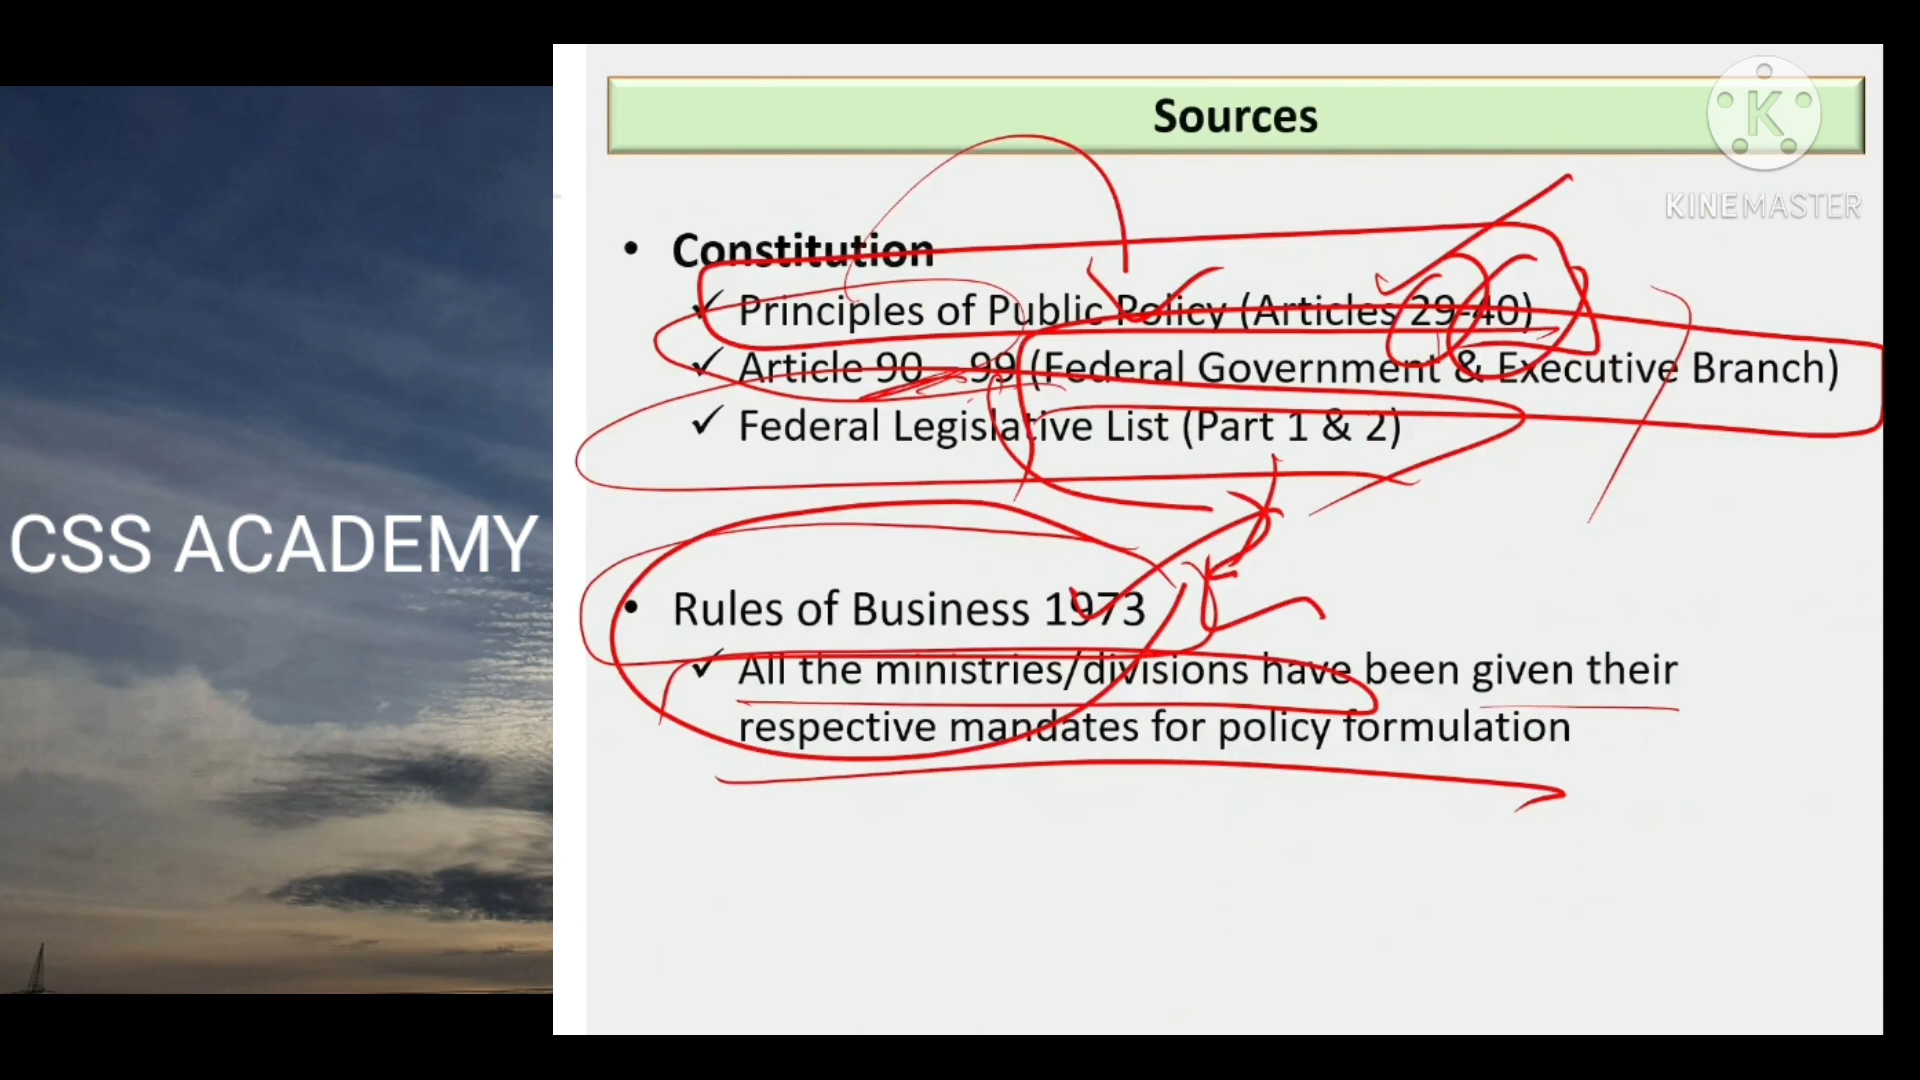 Sources
K
KINEMASTER
• Constitution
✓ Principles of Public Policy (Articles 29-40)
✓ Article 90 – 99 (Federal Government & Executive Branch)
✓ Federal Legislative List (Part 1 & 2)
CSS ACADEMY
• Rules of Business 1973
✓ All the ministries/divisions have been given their
respective mandates for policy formulation